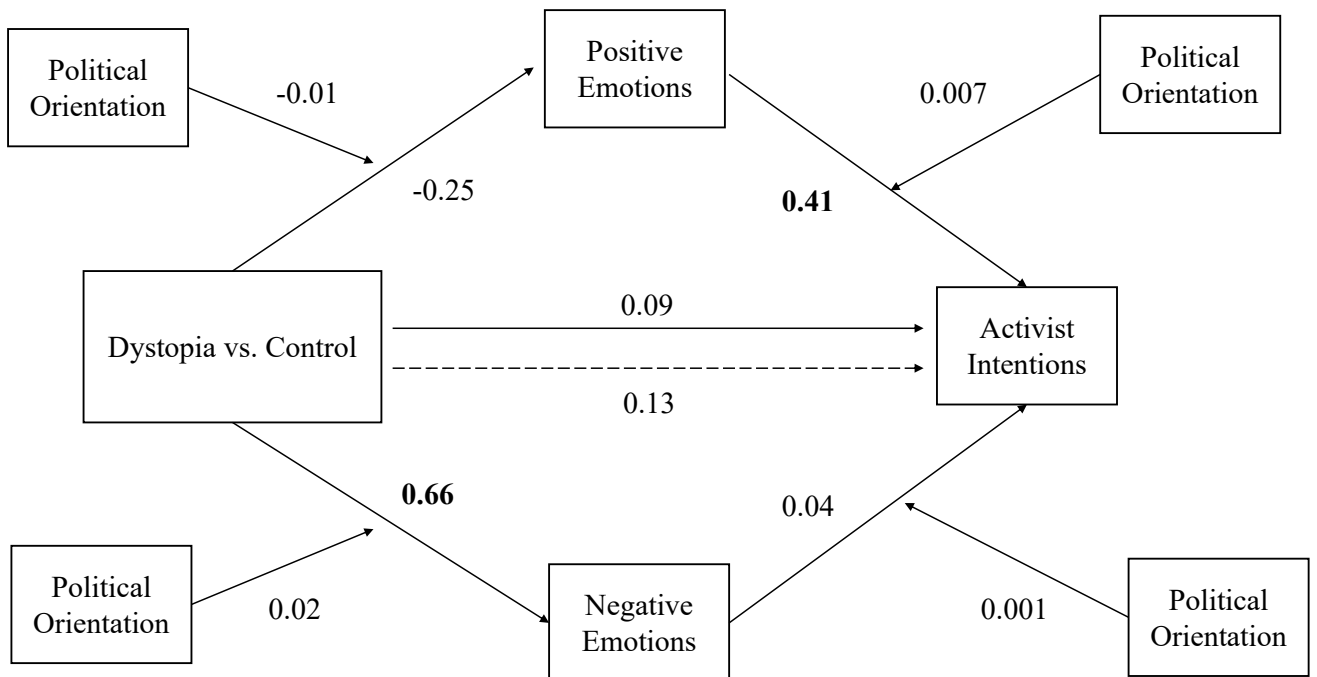 Political
Orientation
-0.01
Positive
Emotions
0.007
Political
Orientation
-0.25
0.41
Dystopia vs. Control
0.09
0.13
Activist
Intentions
0.66
0.04
Political
Orientation
0.02
Negative
Emotions
0.001
Political
Orientation